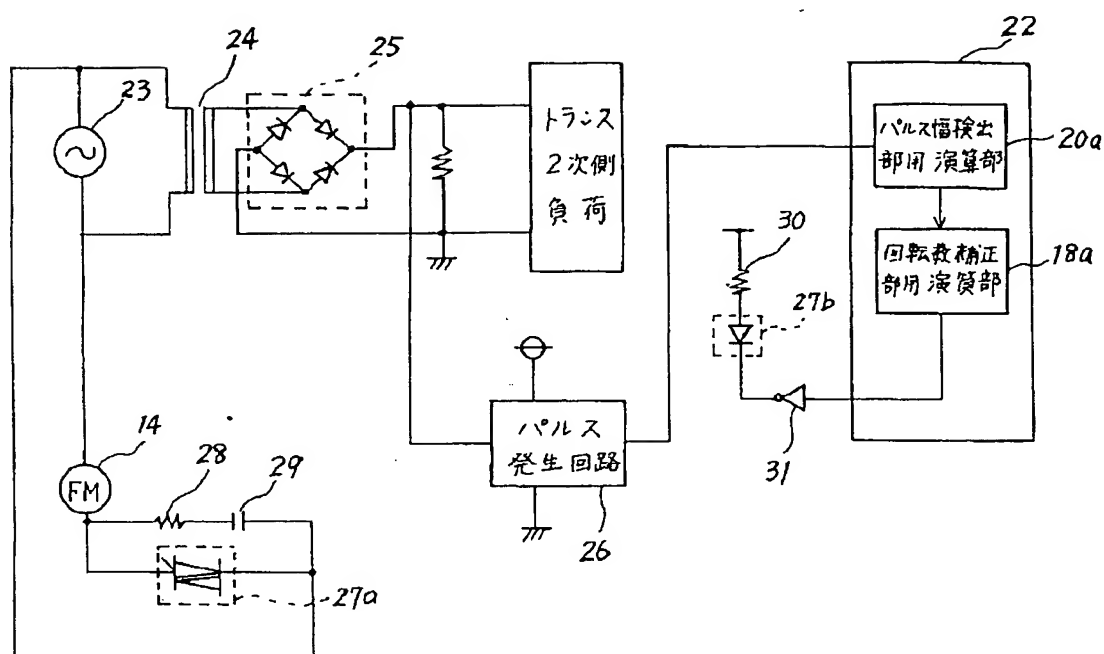 22
24
25
23
トランス
2次側
負荷
パルス幅検出
部用演算部
20a
回転数補正
部用演算部
18a
30
27b
14
28
29
FM
パルス
発生回路
31
26
27a